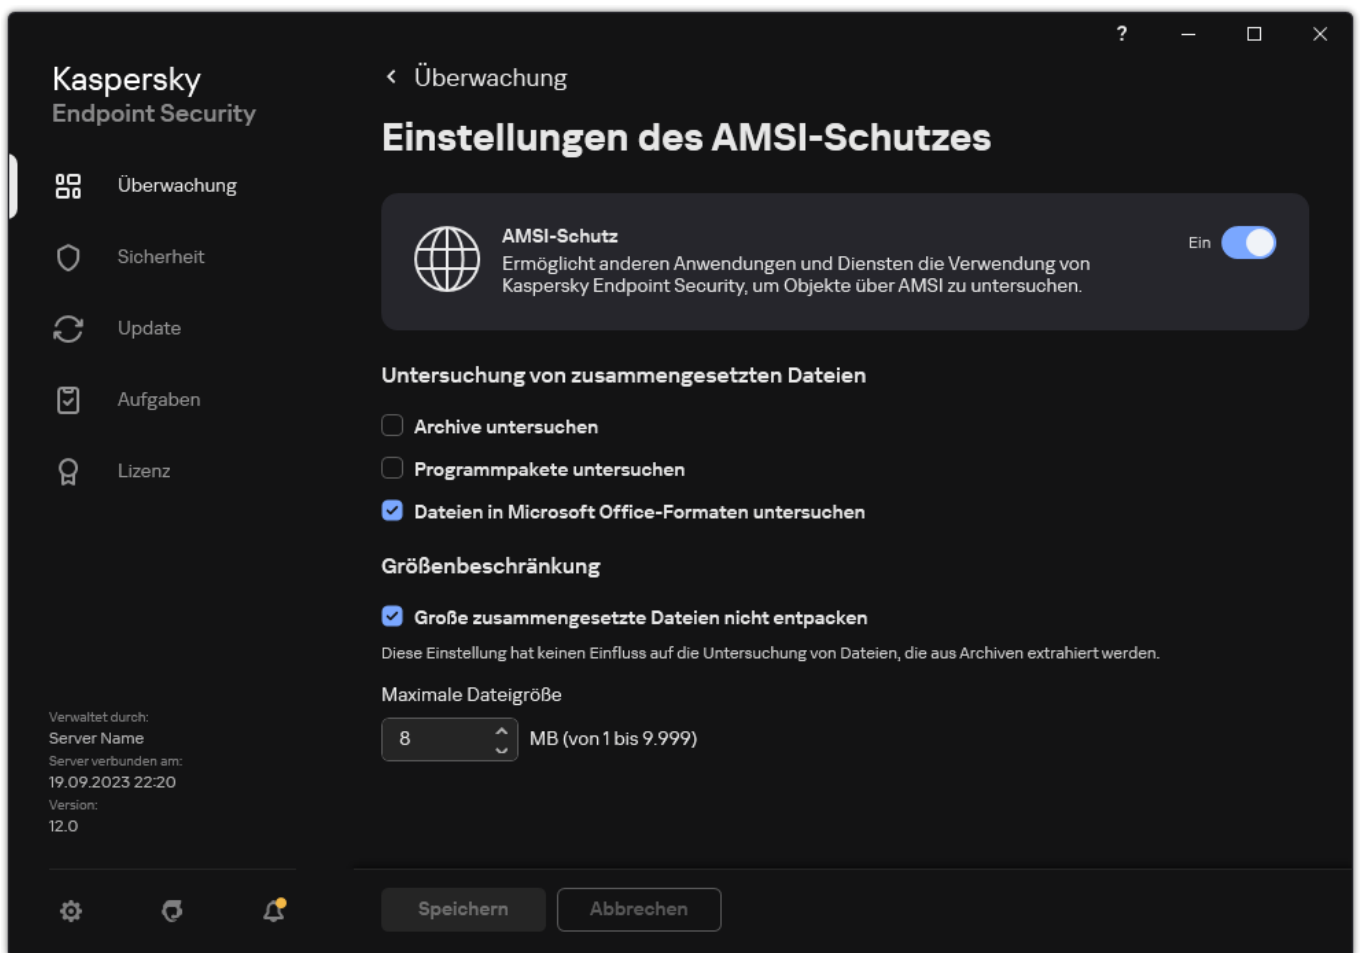 ?
Kaspersky
Endpoint Security
Überwachung
Sicherheit
Update
Aufgaben
Lizenz
Verwaltet durch:
Server Name
Server verbunden am:
19.09.2023 22:20
Version:
12.0
Überwachung
Einstellungen des AMSI-Schutzes
AMSI-Schutz
Ermöglicht anderen Anwendungen und Diensten die Verwendung von
Kaspersky Endpoint Security, um Objekte über AMSI zu untersuchen.
Ein
Untersuchung von zusammengesetzten Dateien
Archive untersuchen
Programmpakete untersuchen
Dateien in Microsoft Office-Formaten untersuchen
Größenbeschränkung
Große zusammengesetzte Dateien nicht entpacken
Diese Einstellung hat keinen Einfluss auf die Untersuchung von Dateien, die aus Archiven extrahiert werden.
Maximale Dateigröße
8 MB (von 1 bis 9.999)
Speichern Abbrechen